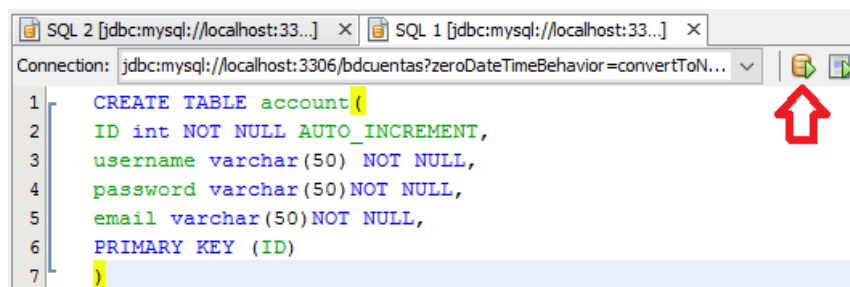 SQL 2 [jdbc:mysql://localhost:33...] SQL 1 [jdbc:mysql://localhost:33...]
Connection: jdbc:mysql://localhost:3306/bdcuentas?zeroDateTimeBehavior=convertToN...
1 CREATE TABLE account(
2 ID int NOT NULL AUTO_INCREMENT,
3 username varchar(50) NOT NULL,
4 password varchar(50)NOT NULL,
5 email varchar(50)NOT NULL,
6 PRIMARY KEY (ID)
7 )